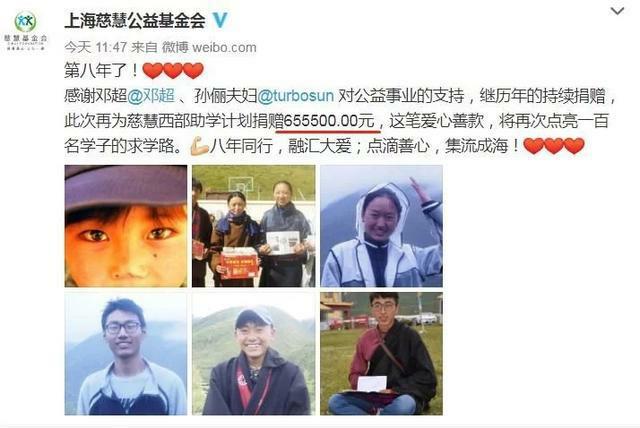 上海慈慧公益基金会 V
慈慧基金会
今天 11:47 来自 微博 weibo.com
第八年了！❤❤❤
感谢邓超@邓超 、孙俪夫妇@turbosun 对公益事业的支持，继历年的持续捐赠，
此次再为慈慧西部助学计划捐赠655500.00元，这笔爱心善款，将再次点亮一百
名学子的求学路。💪八年同行，融汇大爱；点滴善心，集流成海！❤❤❤